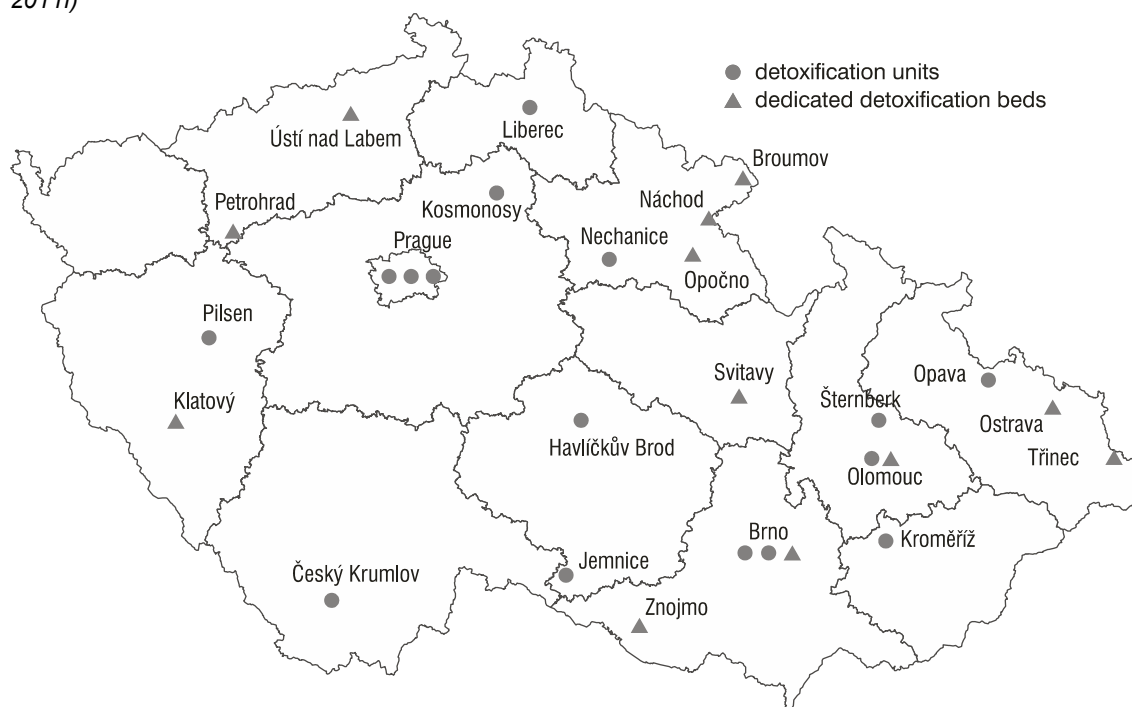 2011h)
detoxification units
dedicated detoxification beds
Ústí nad Labem
Liberec
Broumov
Petrohrad
Kosmonosy
Náchod
Prague
Nechanice
Opočno
Pilsen
Svitavy
Opava
Klatový
Šternberk
Ostrava
Havlíčkův Brod
Třinec
Olomouc
Brno
Kroměříž
Jemnice
Český Krumlov
Znojmo